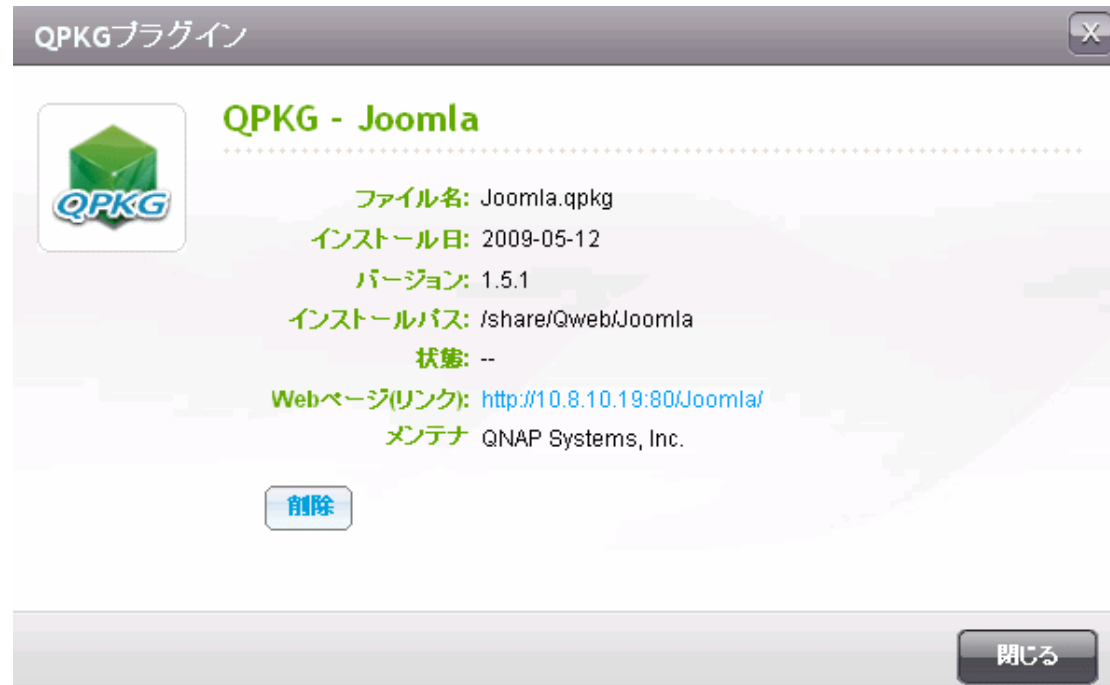 QPKGプラグイン
X
QPKG
QPKG - Joomla
ファイル名: Joomla.qpkg
インストール日: 2009-05-12
バージョン: 1.5.1
インストールパス: /share/Qweb/Joomla
状態: --
Webページ(リンク): http://10.8.10.19:80/Joomla/
メンテナ QNAP Systems, Inc.
削除
閉じる